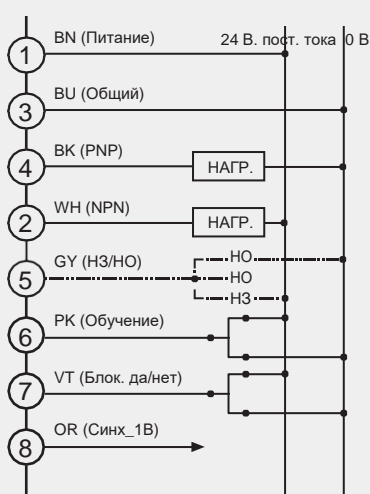 BN (Питание)
24 В. пост. тока
0 В
1
BU (Общий)
3
BK (PNP)
4
НАГР.
WH (NPN)
2
НАГР.
GY (НЗ/НО)
5
НО
НО
НЗ
PK (Обучение)
6
VT (Блок. да/нет)
7
OR (Синх_1В)
8